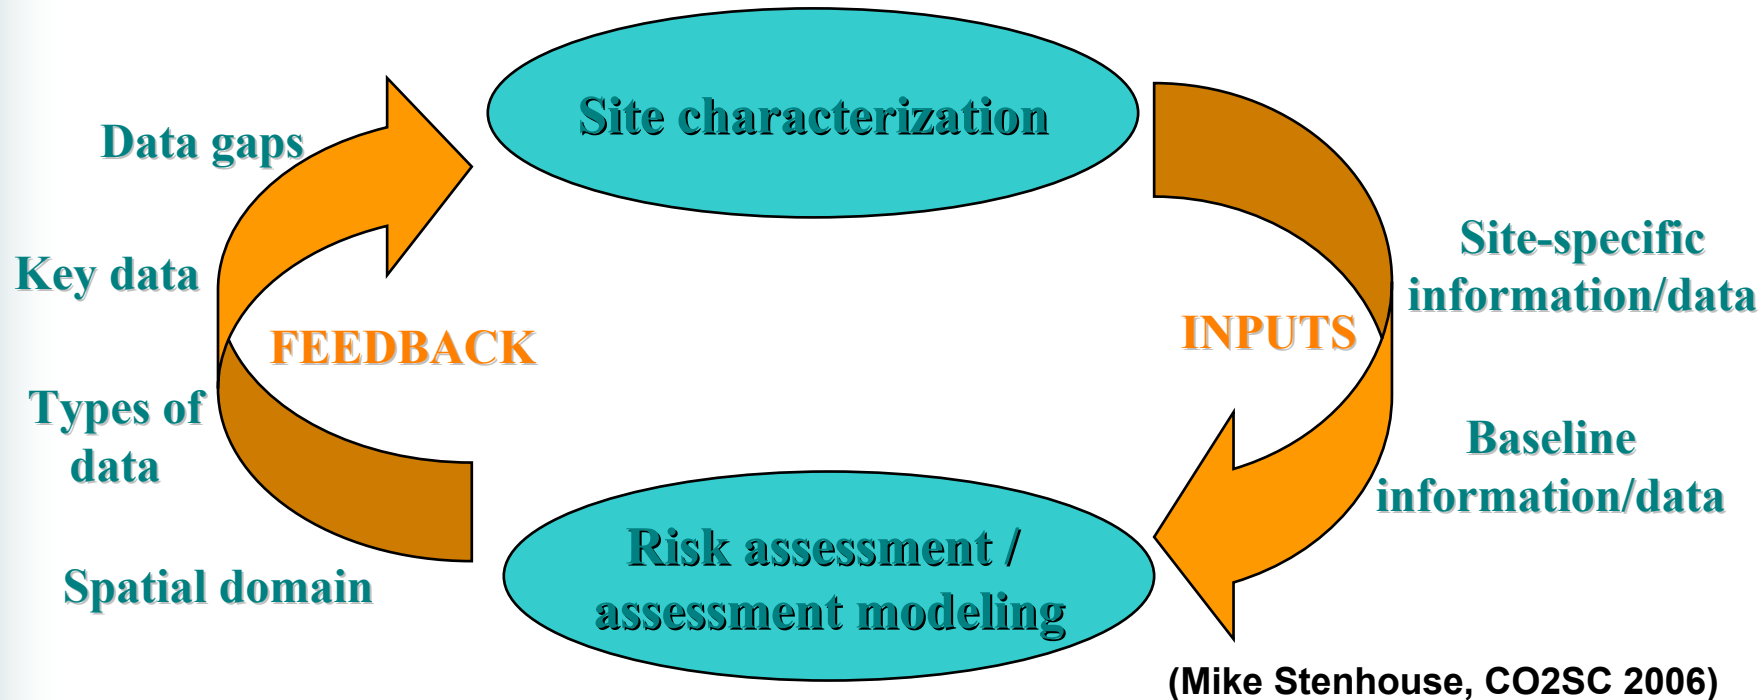 Site characterization
Data gaps
Key data
FEEDBACK
Types of
data
Spatial domain
INPUTS
Site-specific
information/data
Baseline
information/data
Risk assessment /
assessment modeling
(Mike Stenhouse, CO2SC 2006)